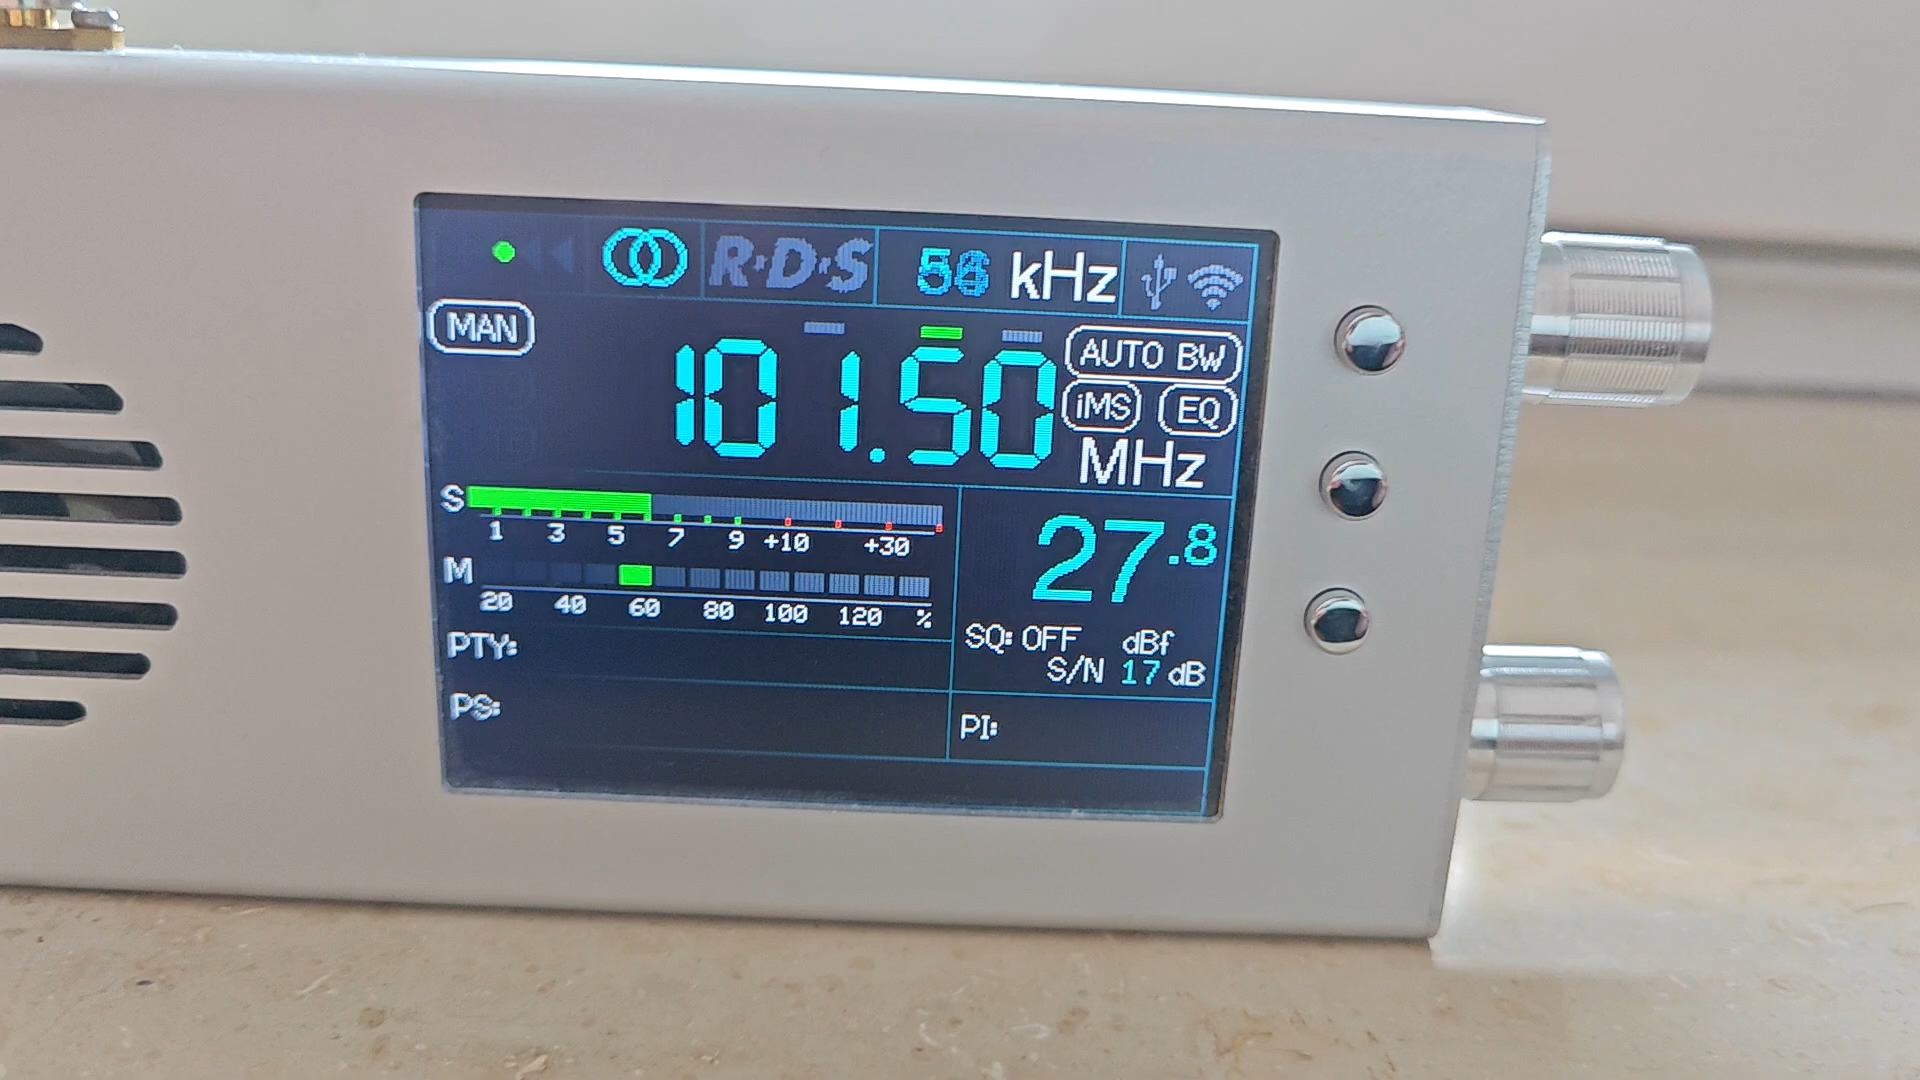 R·D·S kHz
MAN
101.50
AUTO BW
iMS EQ
MHz
S
1 3 5 7 9 +10 +30
27.8
M
20 40 60 80 100 120 %
SQ: OFF dBf
S/N 17 dB
PTY:
PS:
PI: